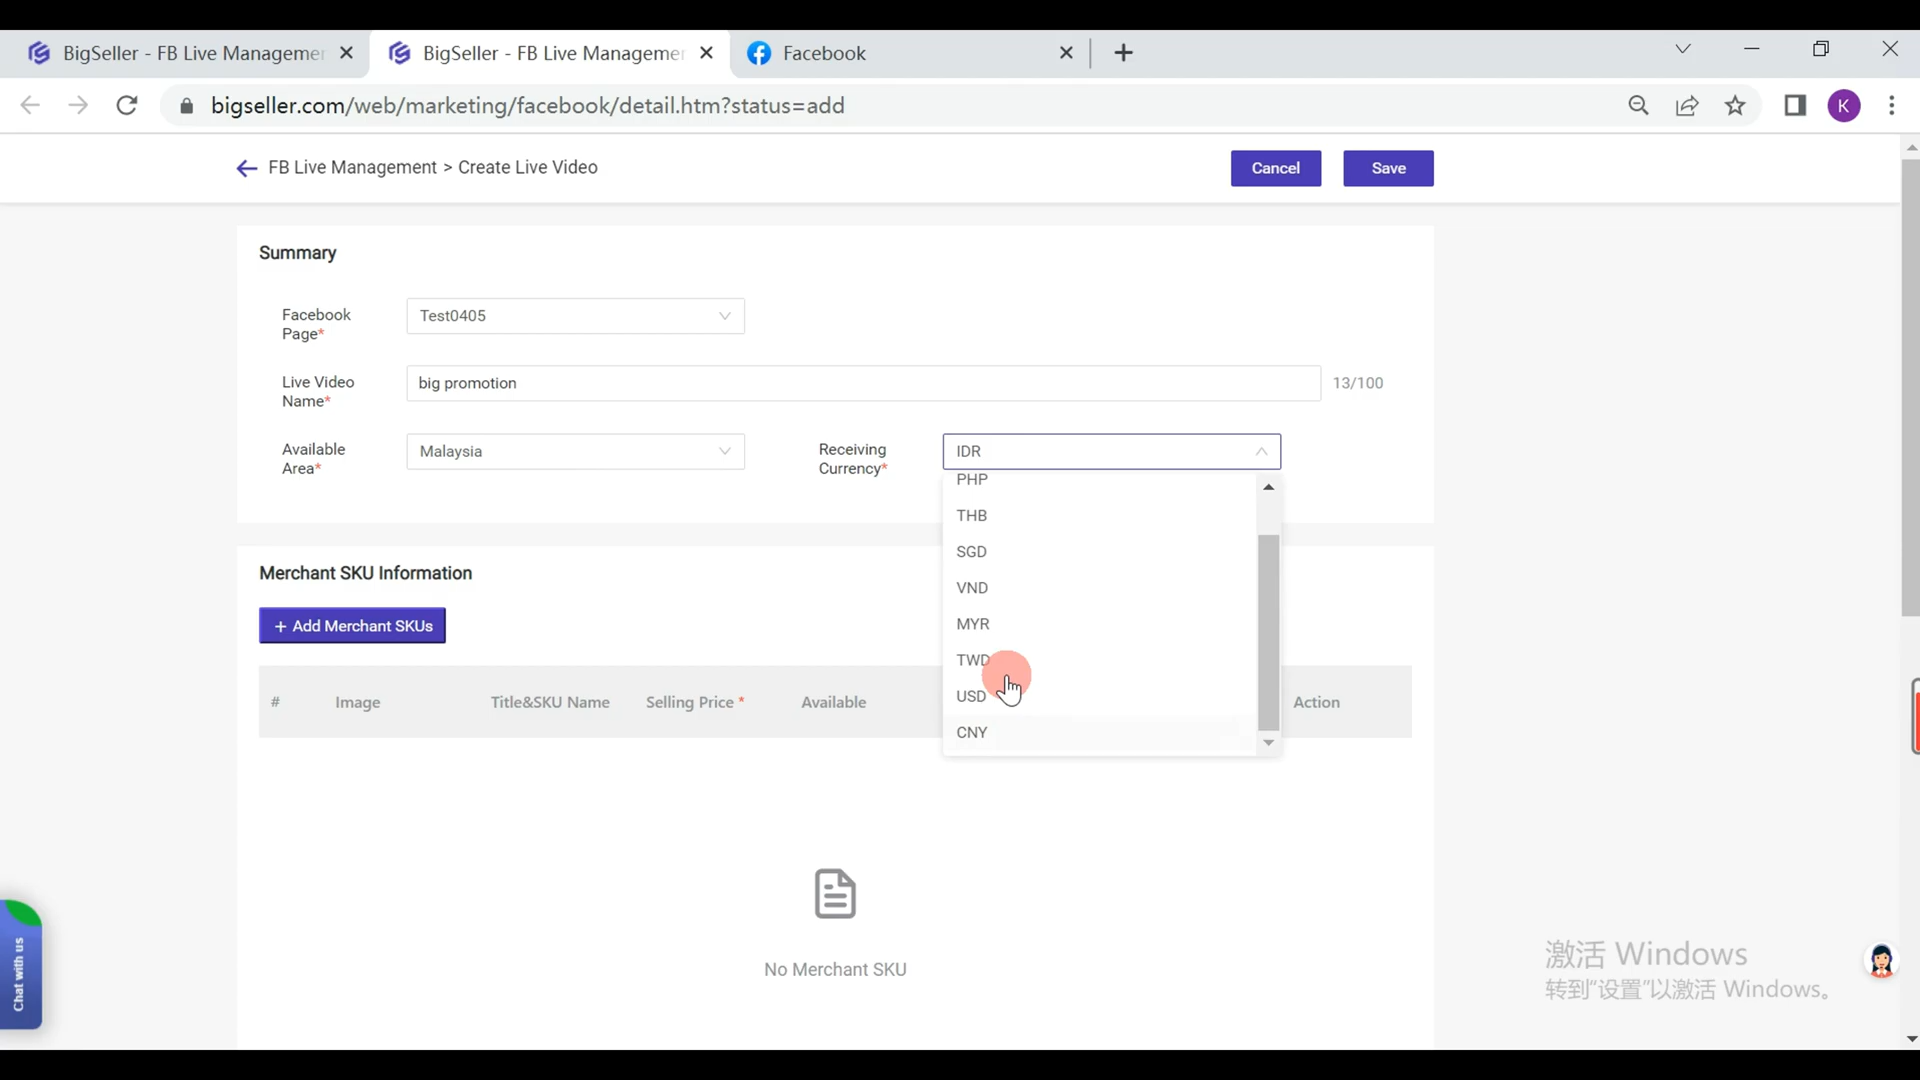 BigSeller - FB Live Managemen
BigSeller - FB Live Managemen
Facebook
bigseller.com/web/marketing/facebook/detail.htm?status=add
K
FB Live Management > Create Live Video
Cancel
Save
Summary
Facebook
Page*
Test0405
Live Video
Name*
big promotion
13/100
Available
Area*
Malaysia
Receiving
Currency*
IDR
PHP
THB
SGD
VND
MYR
TWD
USD
CNY
Merchant SKU Information
+ Add Merchant SKUs
#
Image
Title&SKU Name
Selling Price *
Available
Action
No Merchant SKU
Chat with us
激活 Windows
转到“设置”以激活 Windows。